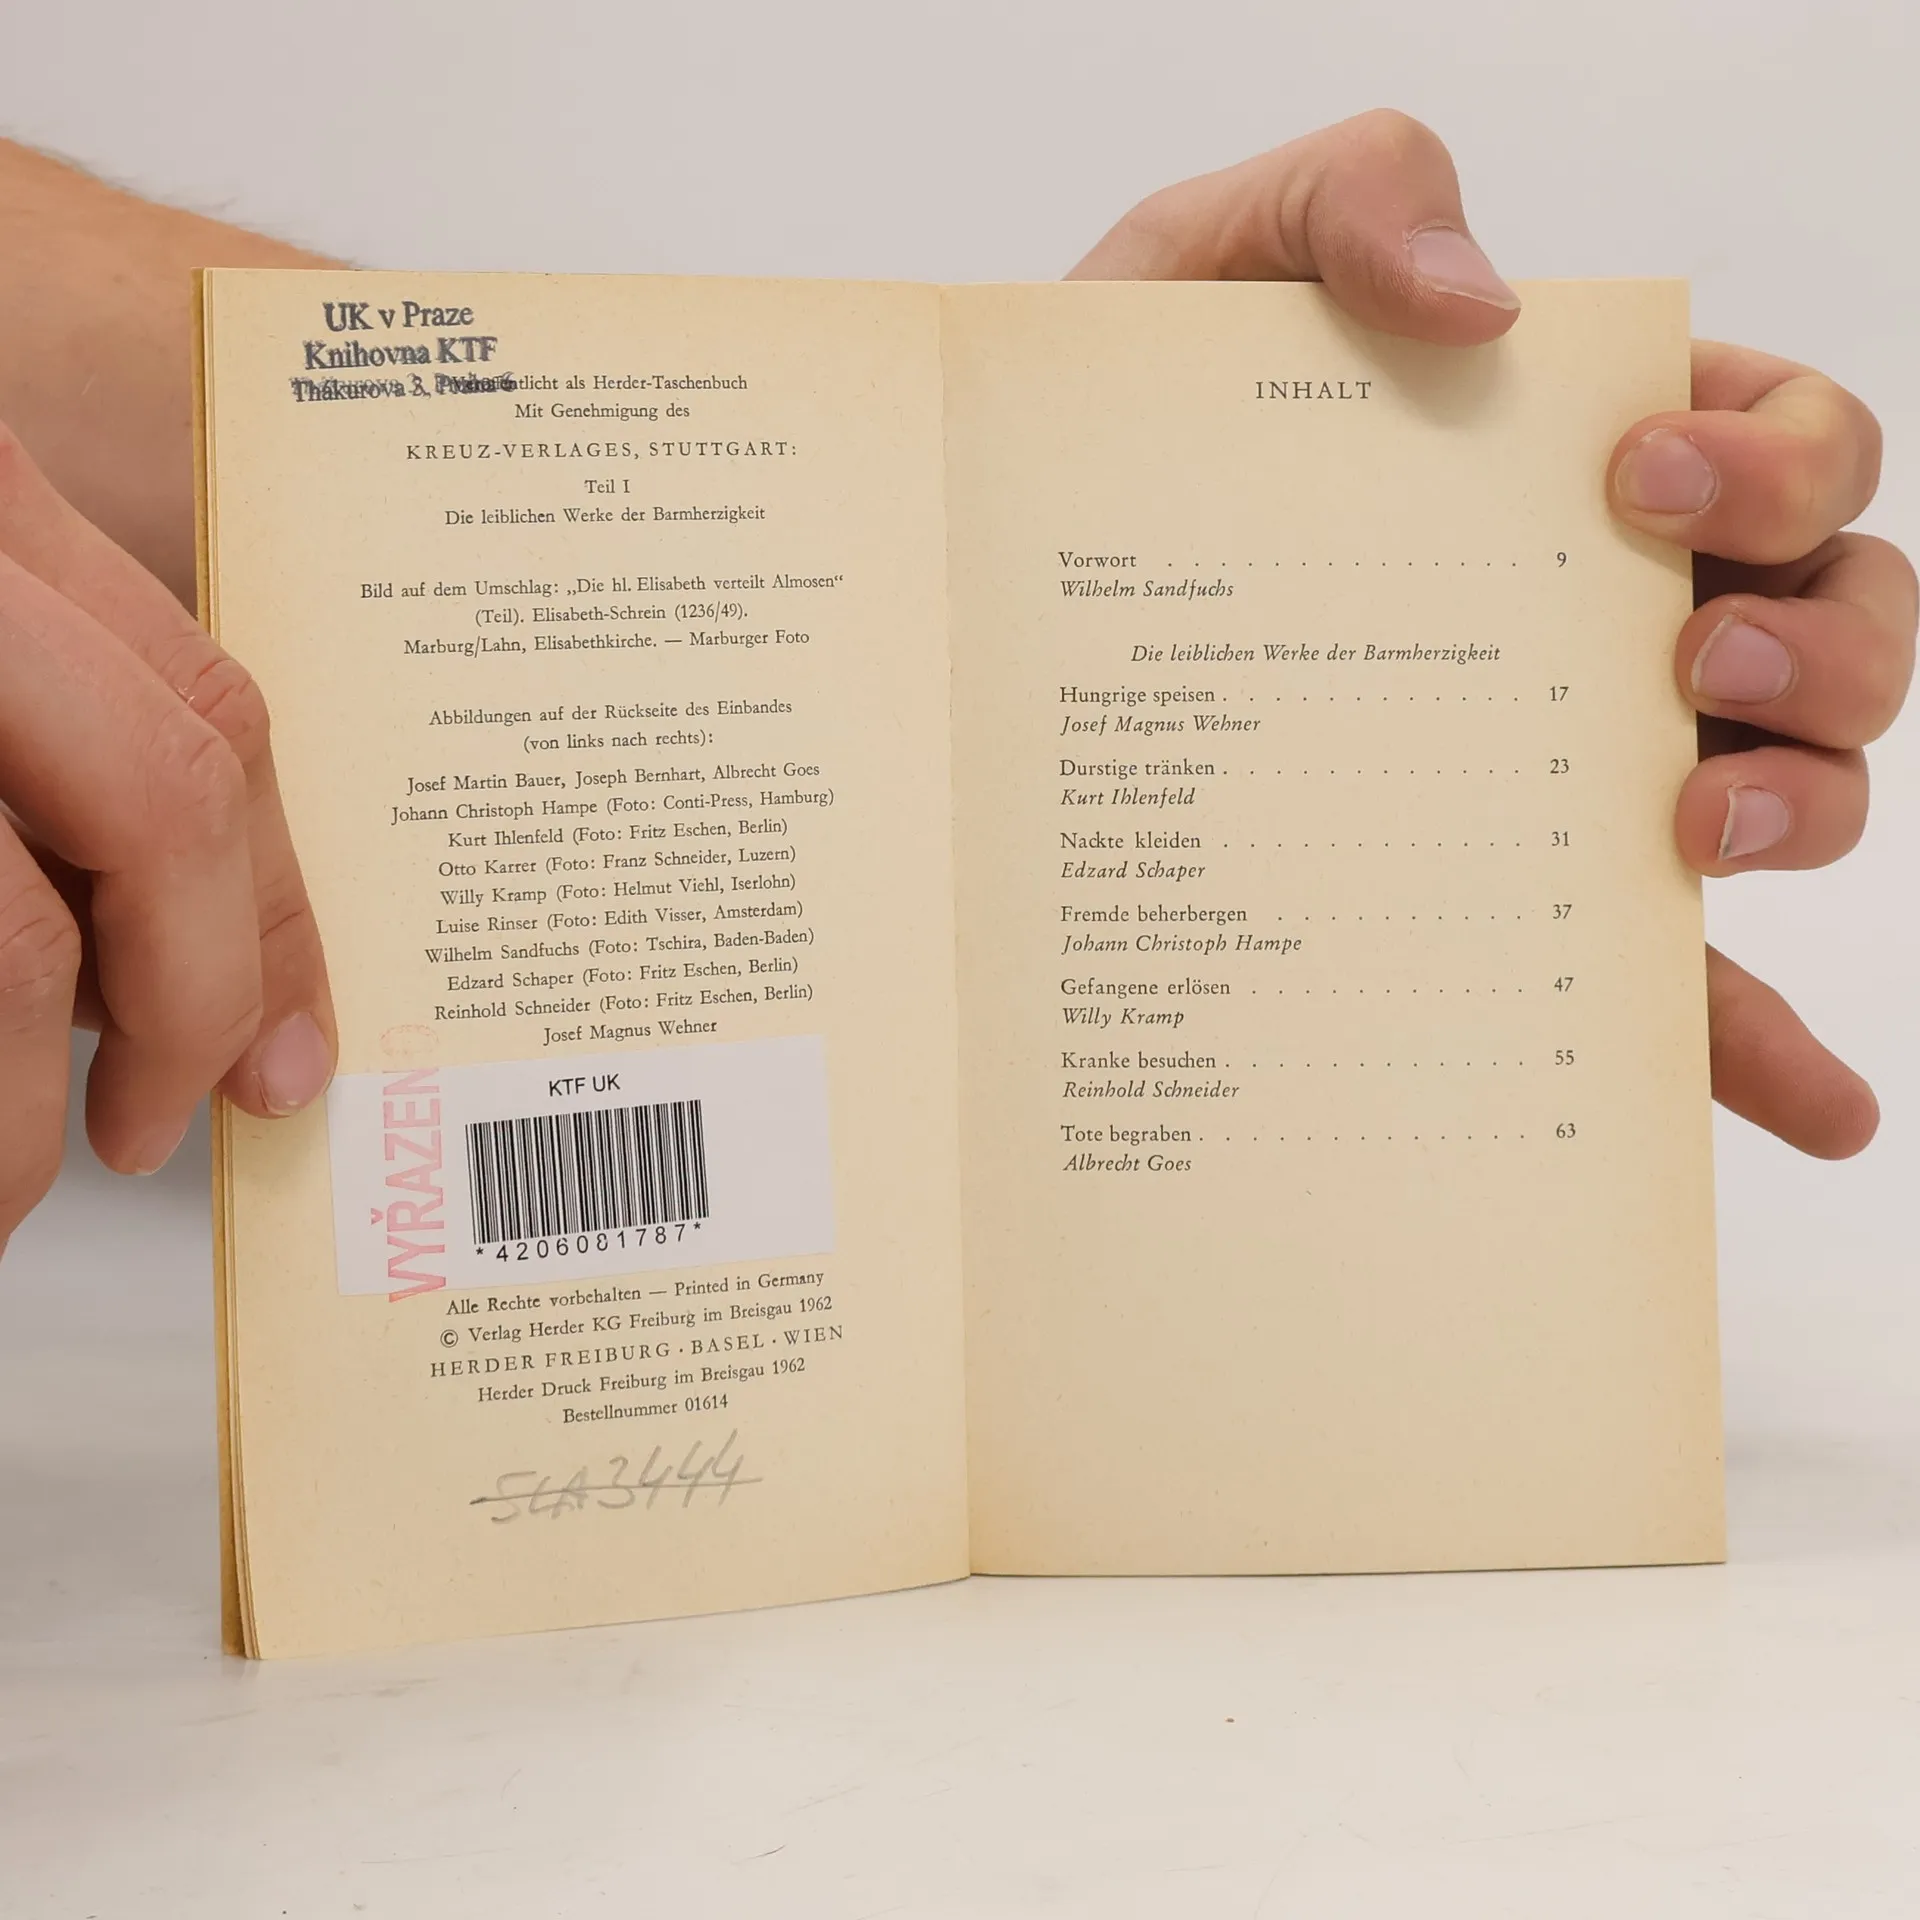 UK v Praze
Knihovna KTF
Thákurova 3, Praha 6
Veröffentlicht als Herder-Taschenbuch
Mit Genehmigung des
KREUZ-VERLAGES, STUTTGART:
Teil I
Die leiblichen Werke der Barmherzigkeit
Bild auf dem Umschlag: „Die hl. Elisabeth verteilt Almosen“
(Teil). Elisabeth-Schrein (1236/49).
Marburg/Lahn, Elisabethkirche. — Marburger Foto
Abbildungen auf der Rückseite des Einbandes
(von links nach rechts):
Josef Martin Bauer, Joseph Bernhart, Albrecht Goes
Johann Christoph Hampe (Foto: Conti-Press, Hamburg)
Kurt Ihlenfeld (Foto: Fritz Eschen, Berlin)
Otto Karrer (Foto: Franz Schneider, Luzern)
Willy Kramp (Foto: Helmut Viehl, Iserlohn)
Luise Rinser (Foto: Edith Visser, Amsterdam)
Wilhelm Sandfuchs (Foto: Tschira, Baden-Baden)
Edzard Schaper (Foto: Fritz Eschen, Berlin)
Reinhold Schneider (Foto: Fritz Eschen, Berlin)
Josef Magnus Wehner
KTF UK
*4206081787*
VYŘAZENO
Alle Rechte vorbehalten — Printed in Germany
© Verlag Herder KG Freiburg im Breisgau 1962
HERDER FREIBURG · BASEL · WIEN
Herder Druck Freiburg im Breisgau 1962
Bestellnummer 01614
INHALT
Vorwort . . . . . . . . . . . . . . 9
Wilhelm Sandfuchs
Die leiblichen Werke der Barmherzigkeit
Hungrige speisen . . . . . . . . . . . . 17
Josef Magnus Wehner
Durstige tränken . . . . . . . . . . . . 23
Kurt Ihlenfeld
Nackte kleiden . . . . . . . . . . . . 31
Edzard Schaper
Fremde beherbergen . . . . . . . . . . 37
Johann Christoph Hampe
Gefangene erlösen . . . . . . . . . . . 47
Willy Kramp
Kranke besuchen . . . . . . . . . . . . 55
Reinhold Schneider
Tote begraben . . . . . . . . . . . . . 63
Albrecht Goes